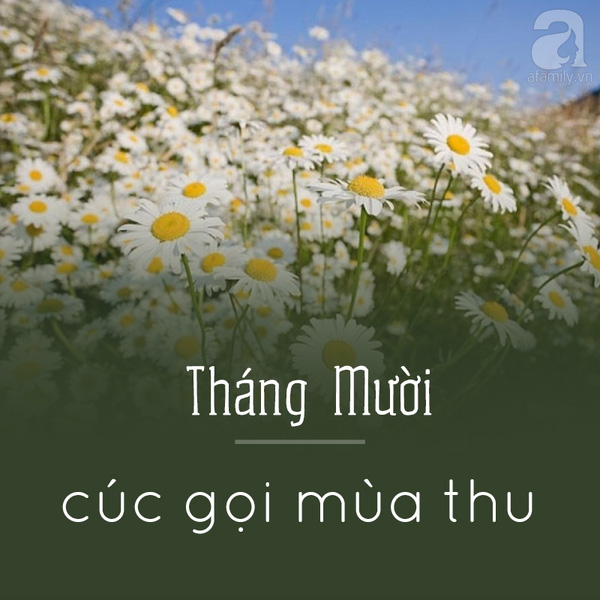 a
afamily.vn
Tháng Mười
cúc gọi mùa thu